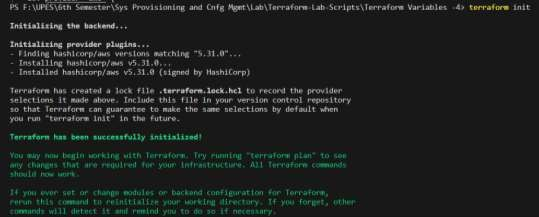 PS F:\UPES\6th Semester\Sys Provisioning and Cnfg Mgmt\Lab\Terraform-Lab-Scripts\Terraform Variables -4> terraform init
Initializing the backend...
Initializing provider plugins...
- Finding hashicorp/aws versions matching "5.31.0"...
- Installing hashicorp/aws v5.31.0...
- Installed hashicorp/aws v5.31.0 (signed by HashiCorp)
Terraform has created a lock file .terraform.lock.hcl to record the provider
selections it made above. Include this file in your version control repository
so that Terraform can guarantee to make the same selections by default when
you run "terraform init" in the future.
Terraform has been successfully initialized!
You may now begin working with Terraform. Try running "terraform plan" to see
any changes that are required for your infrastructure. All Terraform commands
should now work.
If you ever set or change modules or backend configuration for Terraform,
rerun this command to reinitialize your working directory. If you forget, other
commands will detect it and remind you to do so if necessary.